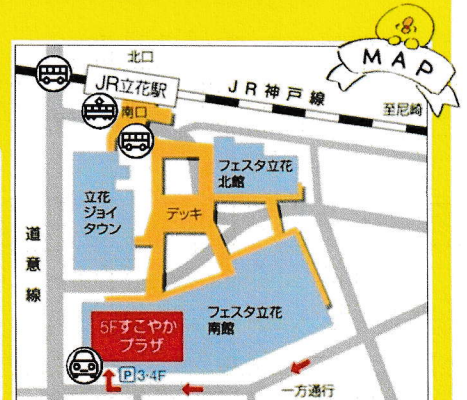 MAP
北口
JR立花駅
JR神戸線
至尼崎
南口
フェスタ立花
北館
立花
ジョイ
タウン
デッキ
道意線
フェスタ立花
南館
5Fすこやか
プラザ
P3・4F
一方通行